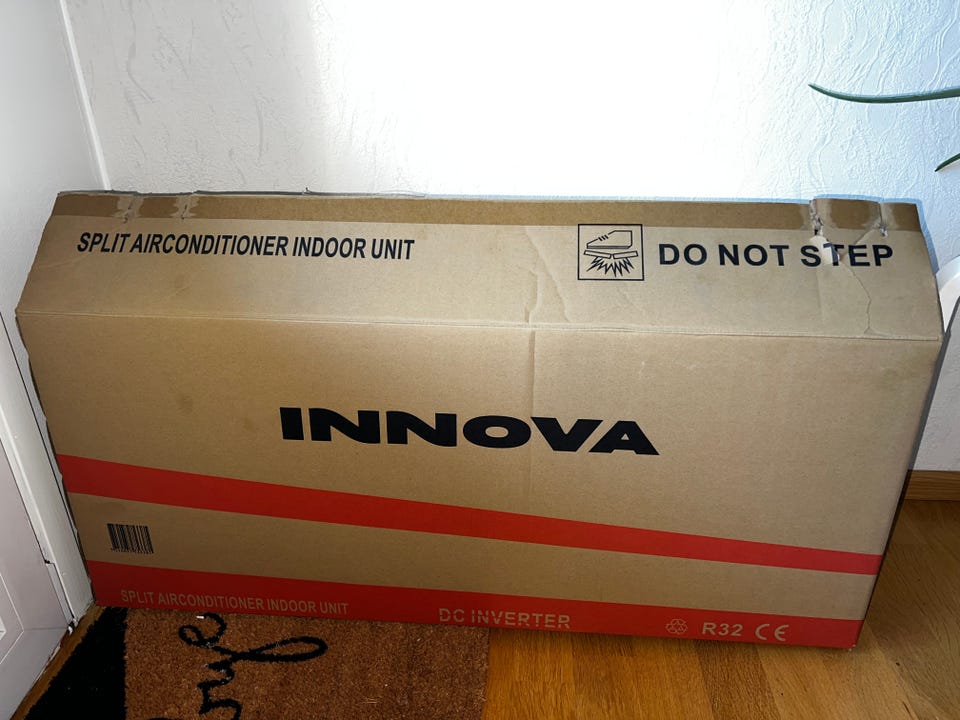 SPLIT AIRCONDITIONER INDOOR UNIT
DO NOT STEP
INNOVA
SPLIT AIRCONDITIONER INDOOR UNIT
DC INVERTER
R32 CE